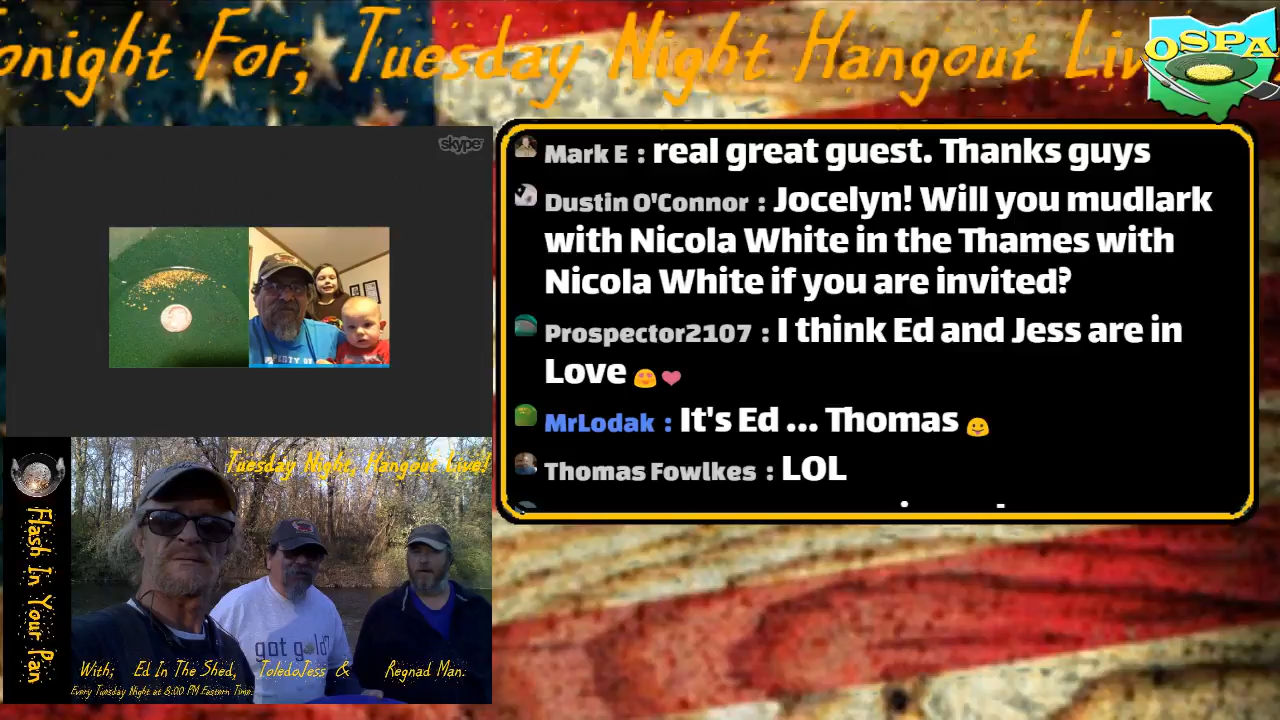 onight For, Tuesday Night Hangout Liv
OSPA
skype
Mark E : real great guest. Thanks guys
Dustin O'Connor : Jocelyn! Will you mudlark
with Nicola White in the Thames with
Nicola White if you are invited?
Prospector2107 : I think Ed and Jess are in
Love 😍❤
MrLodak : It's Ed ... Thomas
Thomas Fowlkes : LOL
Tuesday Night, Hangout Live!
Flash In Your Pan
got gold?
With; Ed In The Shed, ToledoJess & Regnad Man.
Every Tuesday Night at 8:00 PM Eastern Time.